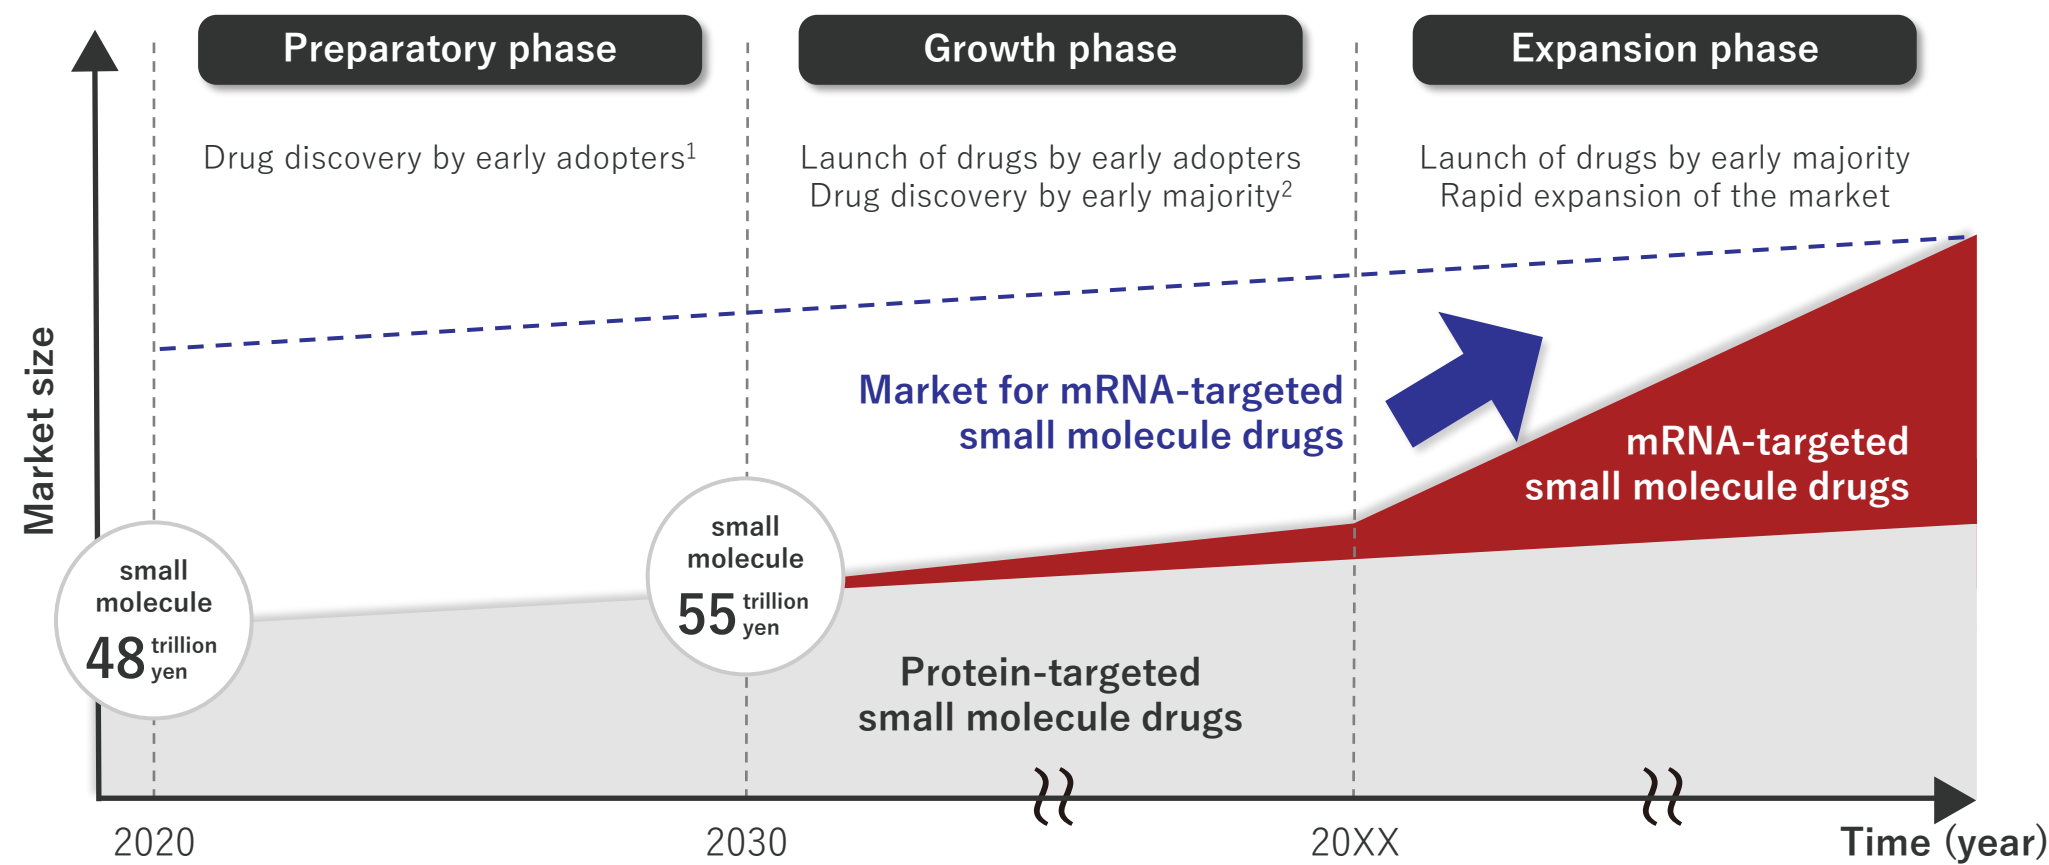 Preparatory phase
Growth phase
Expansion phase
Drug discovery by early adopters1
Launch of drugs by early adopters
Drug discovery by early majority2
Launch of drugs by early majority
Rapid expansion of the market
Market size
Market for mRNA-targeted
small molecule drugs
mRNA-targeted
small molecule drugs
small
molecule
48 trillion
yen
small
molecule
55 trillion
yen
Protein-targeted
small molecule drugs
2020
2030
20XX
Time (year)